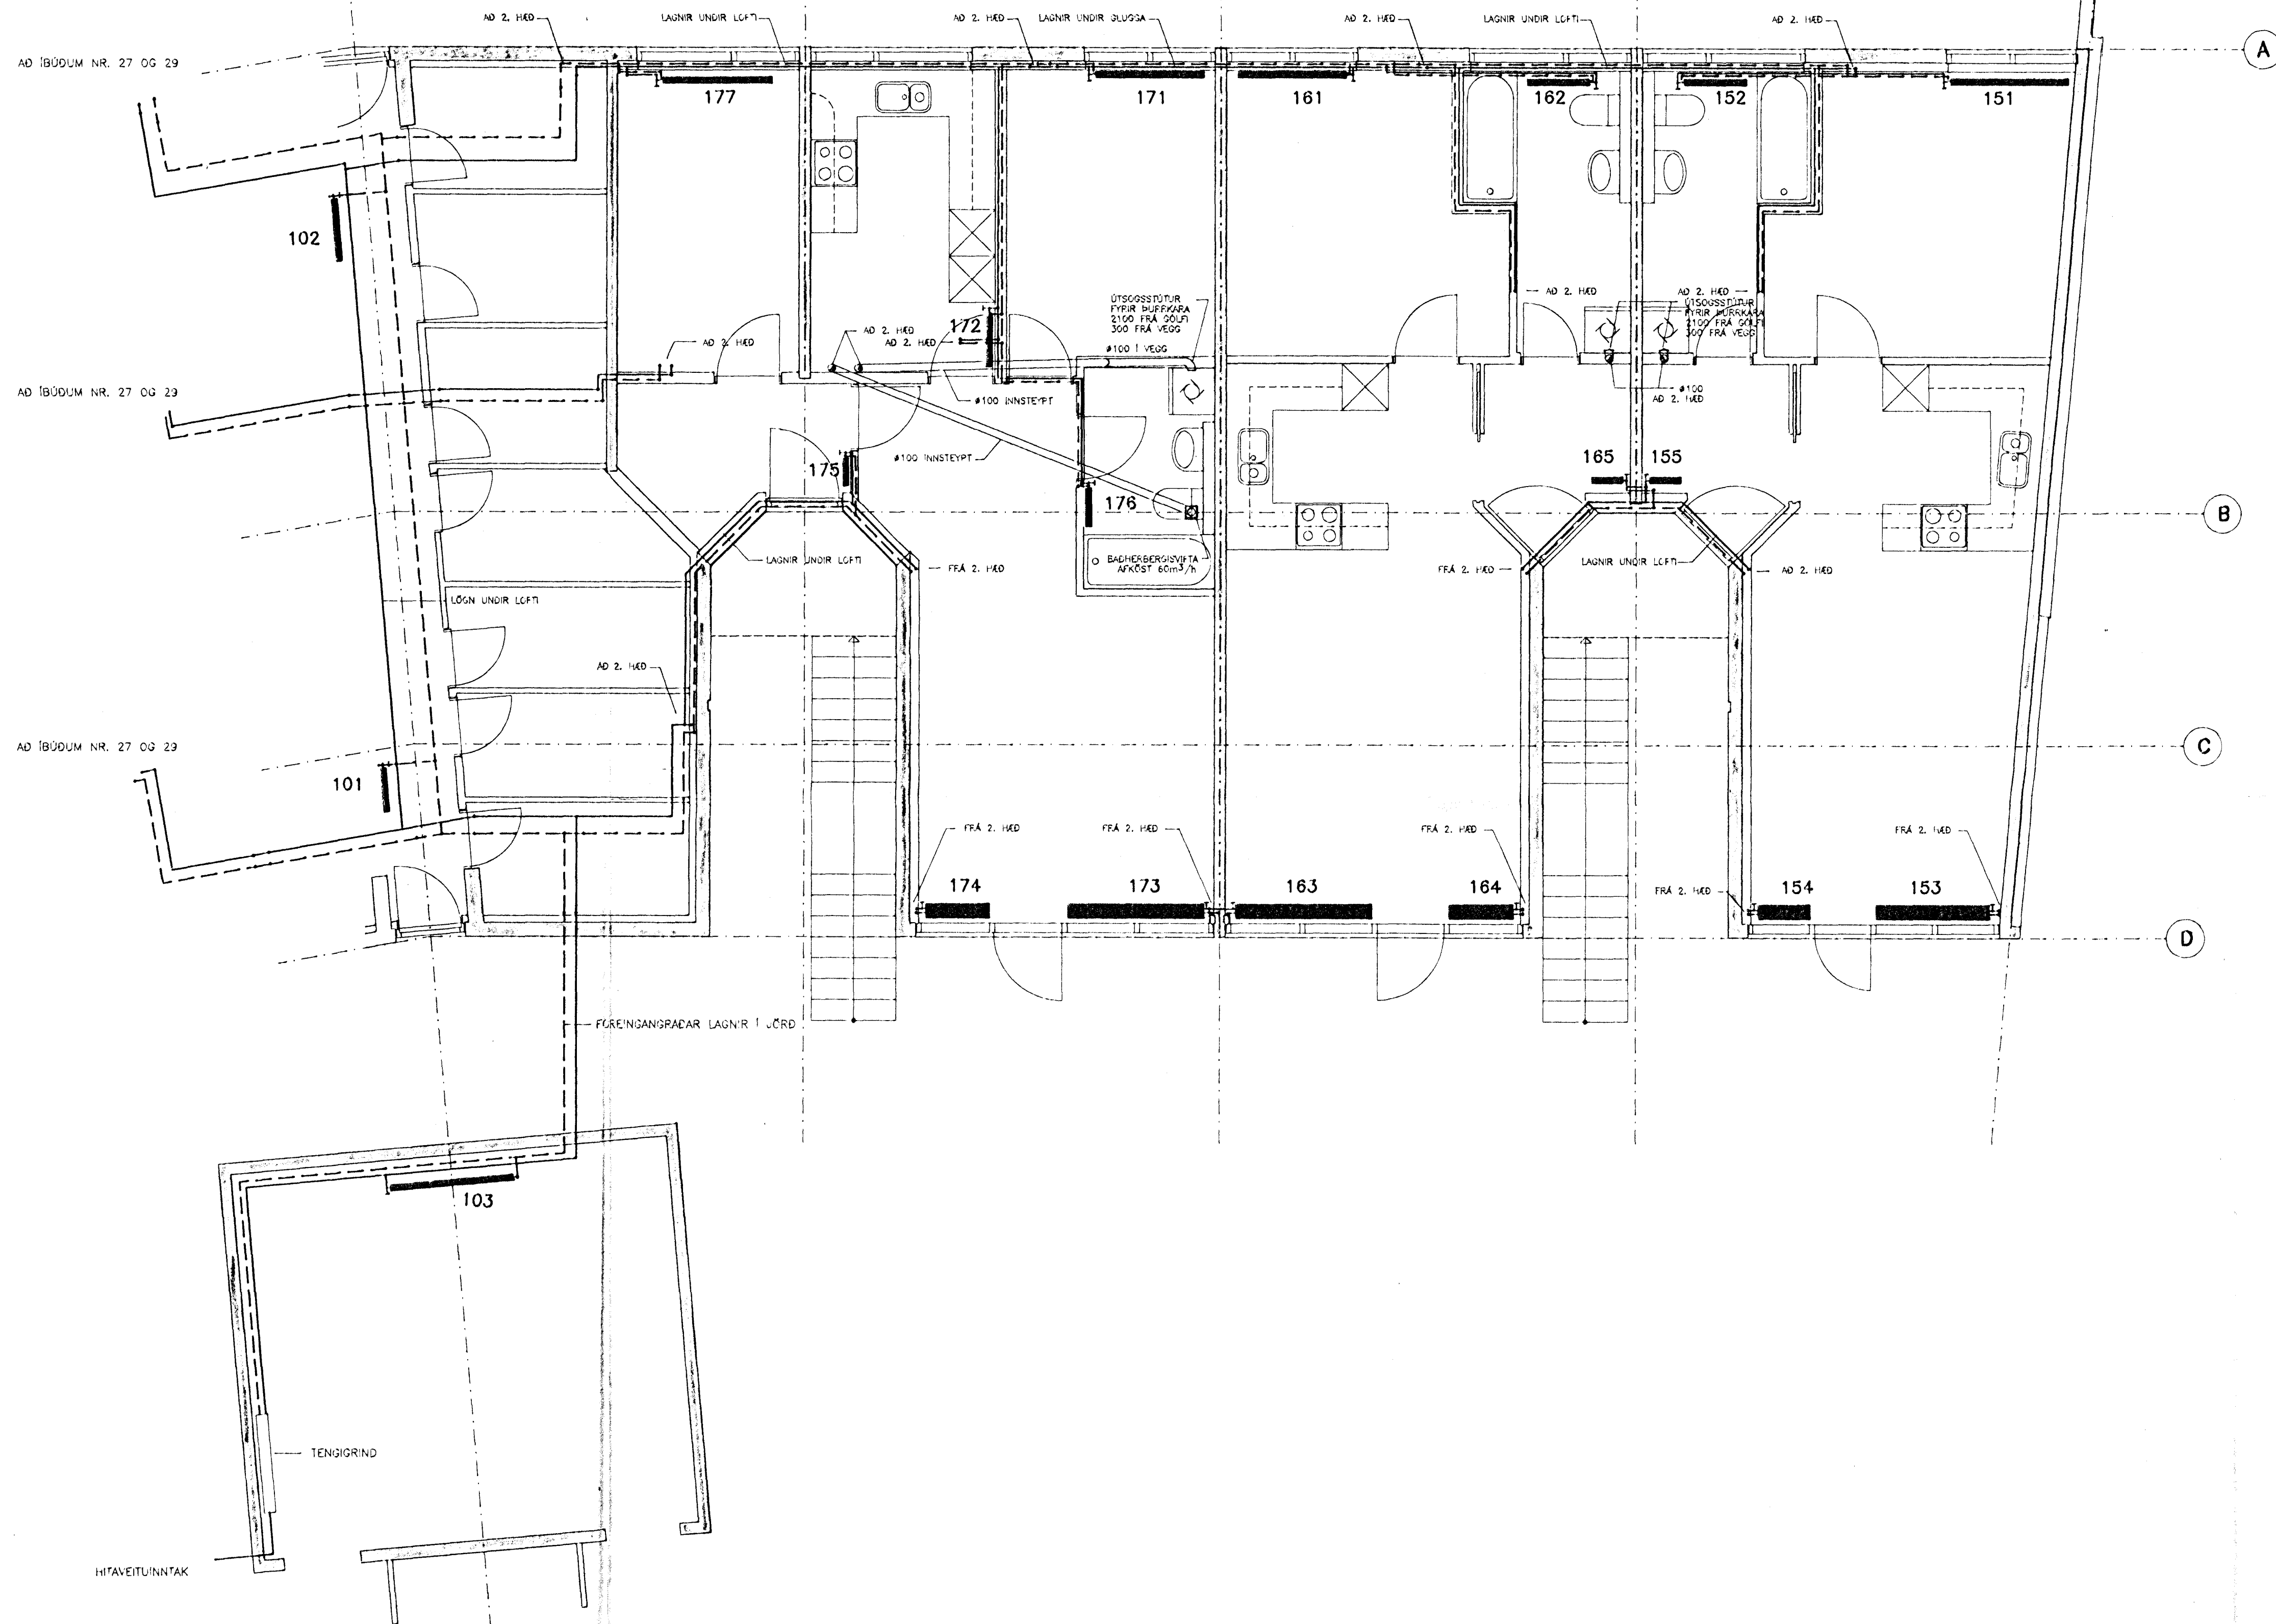 AÐ 2. HÆÐ
LAGNIR UNDIR LOFTI
AÐ 2. HÆÐ
LAGNIR UNDIR GLUGGA
AÐ 2. HÆÐ
LAGNIR UNDIR LOFTI
AÐ 2. HÆÐ
A
AÐ ÍBÚÐUM NR. 27 OG 29
177
171
161
162
152
151
102
AÐ 2. HÆÐ
AÐ 2. HÆÐ
ÚTSOGSSTÚTUR
FYRIR ÞURRKARA
2100 FRÁ GÓLFI
300 FRÁ VEGG
ÚTSOGSSTÚTUR
FYRIR ÞURRKARA
2100 FRÁ GÓLFI
300 FRÁ VEGG
172
AÐ 2. HÆÐ
AÐ 2. HÆÐ
AÐ 2. HÆÐ
ø100 Í VEGG
AÐ ÍBÚÐUM NR. 27 OG 29
ø100 INNSTEYPT
ø100
AÐ 2. HÆÐ
ø100 INNSTEYPT
175
165
155
176
B
LAGNIR UNDIR LOFTI
FRÁ 2. HÆÐ
BAÐHERBERGISVIFTA
AFKÖST 60m³/h
FRÁ 2. HÆÐ
LAGNIR UNDIR LOFTI
AÐ 2. HÆÐ
LÖGN UNDIR LOFTI
AÐ 2. HÆÐ
AÐ ÍBÚÐUM NR. 27 OG 29
C
101
FRÁ 2. HÆÐ
FRÁ 2. HÆÐ
FRÁ 2. HÆÐ
FRÁ 2. HÆÐ
174
173
163
164
FRÁ 2. HÆÐ
154
153
D
FOREINGANGRAÐAR LAGNIR Í JÖRÐ
103
TENGIGRIND
HITAVEITUINNTAK